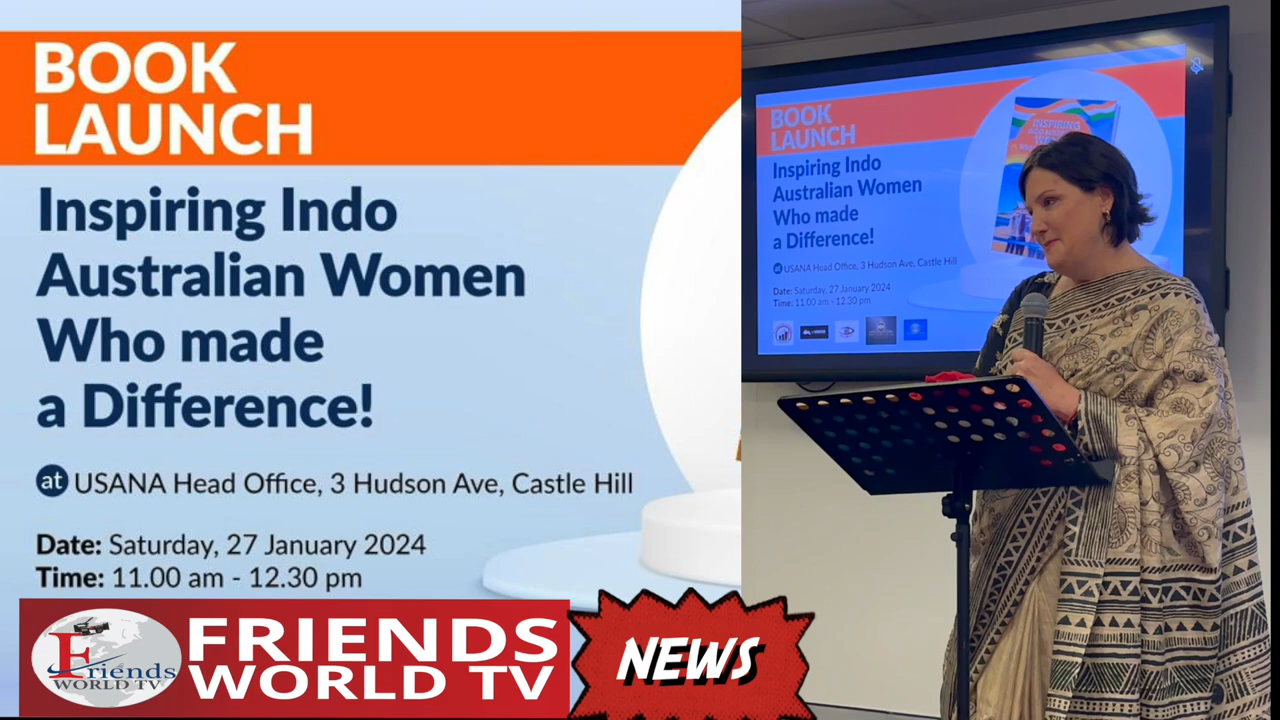 BOOK
LAUNCH
Inspiring Indo
Australian Women
Who made
a Difference!
at USANA Head Office, 3 Hudson Ave, Castle Hill
Date: Saturday, 27 January 2024
Time: 11.00 am - 12.30 pm
Friends
WORLD TV
FRIENDS
WORLD TV
NEWS
BOOK
LAUNCH
Inspiring Indo
Australian Women
Who made
a Difference!
at USANA Head Office, 3 Hudson Ave, Castle Hill
Date: Saturday, 27 January 2024
Time: 11.00 am - 12.30 pm
INSPIRING